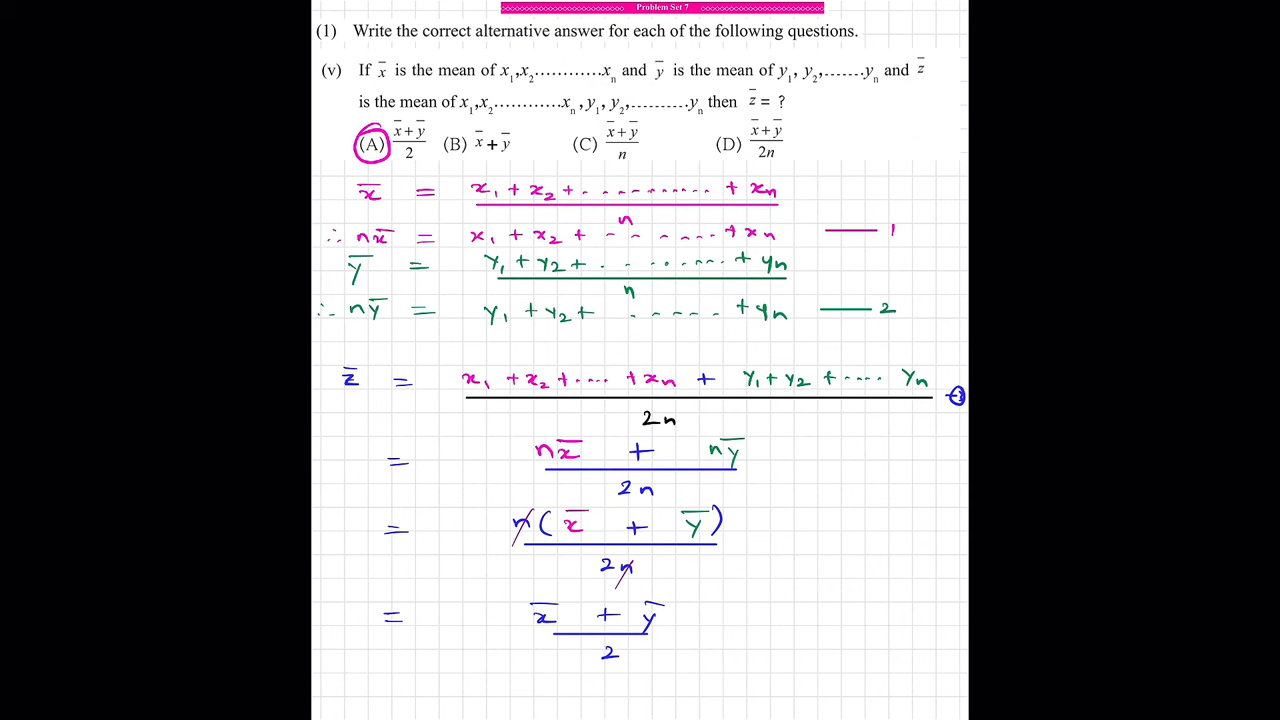 Problem Set 7
(1) Write the correct alternative answer for each of the following questions.
(v) If x̄ is the mean of x₁,x₂............xₙ and ȳ is the mean of y₁, y₂,.......yₙ and z̄
is the mean of x₁,x₂............xₙ,y₁, y₂,..........yₙ then z̄ = ?
(A) (x̄ + ȳ)/2 (B) x̄ + ȳ (C) (x̄ + ȳ)/n (D) (x̄ + ȳ)/2n
x̄ = x₁ + x₂ + .......... + xₙ
n
∴ nx̄ = x₁ + x₂ + ....... + xₙ —— 1
ȳ = y₁ + y₂ + ......... + yₙ
n
∴ nȳ = y₁ + y₂ + ...... + yₙ —— 2
z̄ = x₁ + x₂ + .... + xₙ + y₁ + y₂ + .... yₙ
2n
= nx̄ + nȳ
2n
= n(x̄ + ȳ)
2n
= x̄ + ȳ
2